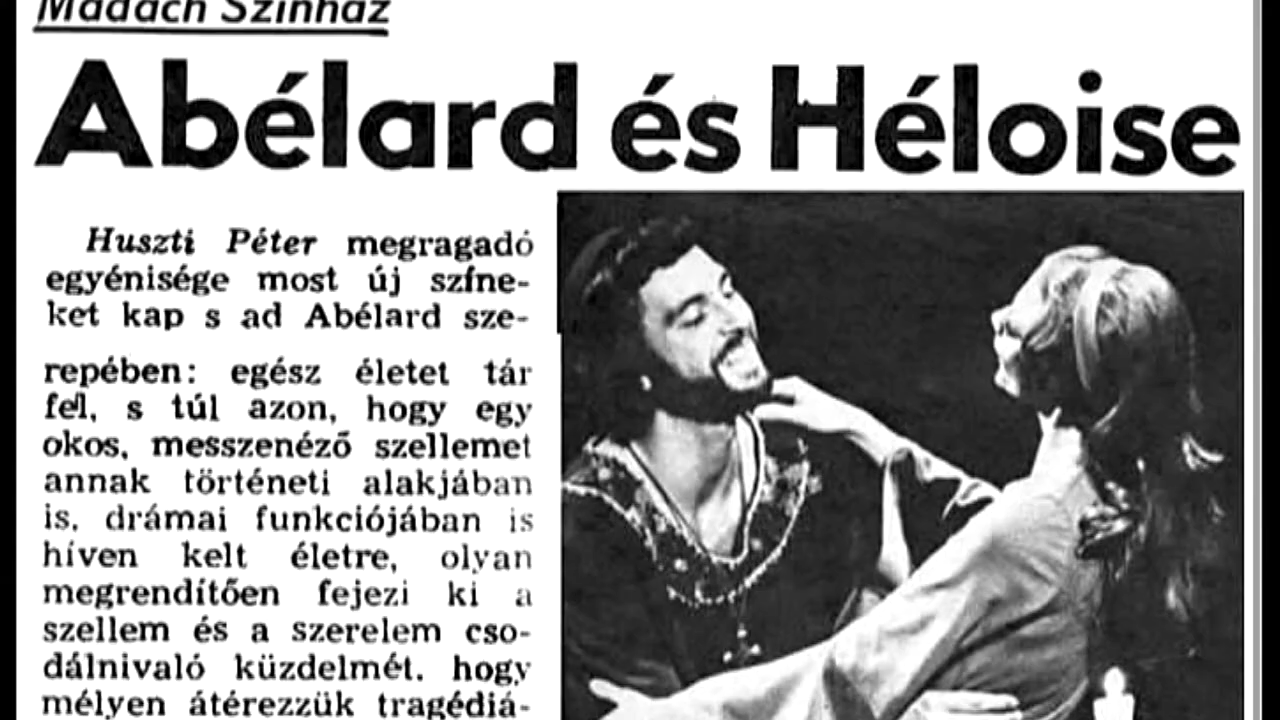 Madách Színház
Abélard és Héloise
Huszti Péter megragadó
egyénisége most új színe-
ket kap s ad Abélard sze-
repében: egész életet tár
fel, s túl azon, hogy egy
okos, messzenéző szellemet
annak történeti alakjában
is, drámai funkciójában is
híven kelt életre, olyan
megrendítően fejezi ki a
szellem és a szerelem cso-
dálnivaló küzdelmét, hogy
mélyen átérezzük tragédiá-